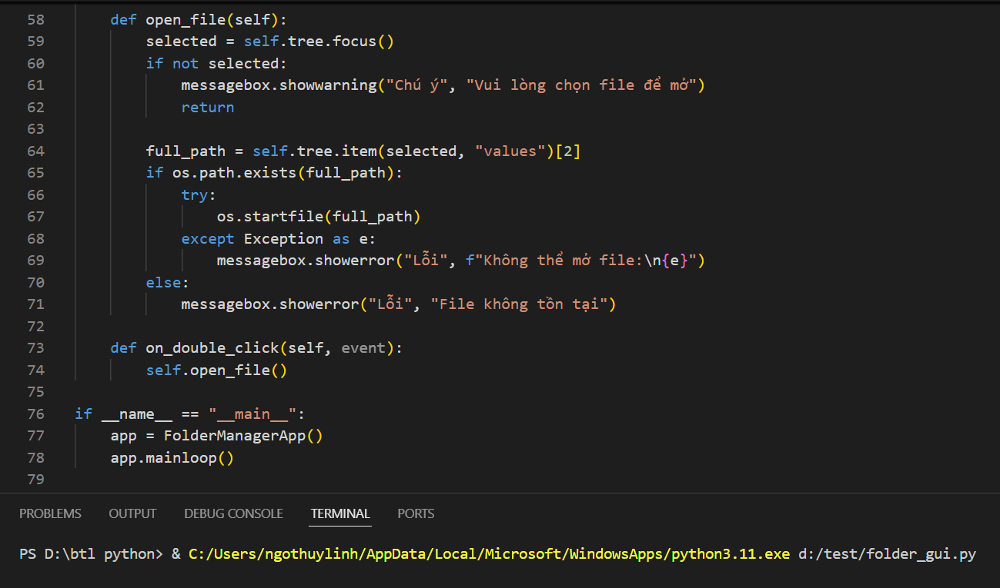 58 def open_file(self):
59 selected = self.tree.focus()
60 if not selected:
61 messagebox.showwarning("Chú ý", "Vui lòng chọn file để mở")
62 return
63
64 full_path = self.tree.item(selected, "values")[2]
65 if os.path.exists(full_path):
66 try:
67 os.startfile(full_path)
68 except Exception as e:
69 messagebox.showerror("Lỗi", f"Không thể mở file:\n{e}")
70 else:
71 messagebox.showerror("Lỗi", "File không tồn tại")
72
73 def on_double_click(self, event):
74 self.open_file()
75
76 if __name__ == "__main__":
77 app = FolderManagerApp()
78 app.mainloop()
79
PROBLEMS OUTPUT DEBUG CONSOLE TERMINAL PORTS
PS D:\btl python> & C:/Users/ngothuylinh/AppData/Local/Microsoft/WindowsApps/python3.11.exe d:/test/folder_gui.py